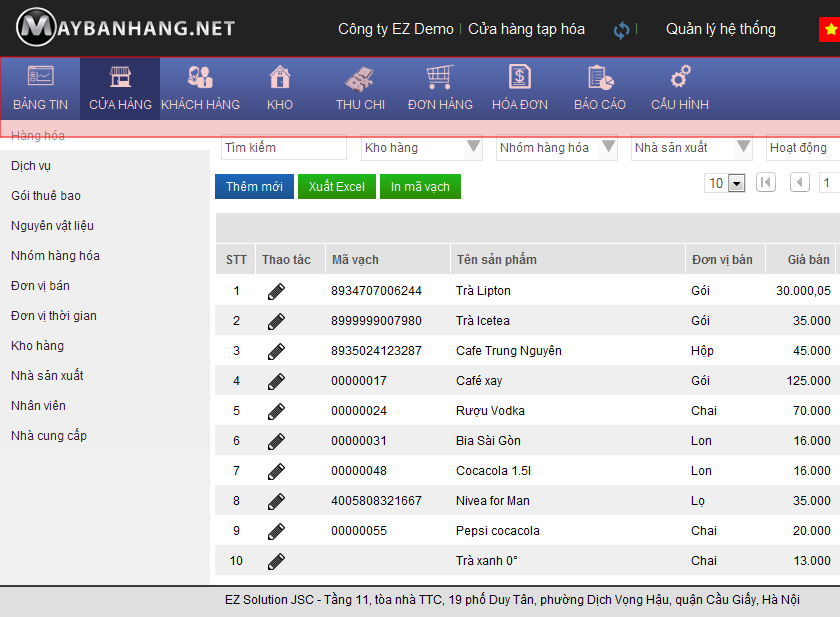 MAYBANHANG.NET
Công ty EZ Demo | Cửa hàng tạp hóa | Quản lý hệ thống
BẢNG TIN CỬA HÀNG KHÁCH HÀNG KHO THU CHI ĐƠN HÀNG HÓA ĐƠN BÁO CÁO CẤU HÌNH
Hàng hóa
Dịch vụ
Gói thuê bao
Nguyên vật liệu
Nhóm hàng hóa
Đơn vị bán
Đơn vị thời gian
Kho hàng
Nhà sản xuất
Nhân viên
Nhà cung cấp
Tìm kiếm Kho hàng Nhóm hàng hóa Nhà sản xuất Hoạt động
Thêm mới Xuất Excel In mã vạch 10 1
STT Thao tác Mã vạch Tên sản phẩm Đơn vị bán Giá bán
1 8934707006244 Trà Lipton Gói 30.000,05
2 8999999007980 Trà Icetea Gói 35.000
3 8935024123287 Cafe Trung Nguyên Hộp 45.000
4 00000017 Café xay Gói 125.000
5 00000024 Rượu Vodka Chai 70.000
6 00000031 Bia Sài Gòn Lon 16.000
7 00000048 Cocacola 1.5l Lon 16.000
8 4005808321667 Nivea for Man Lọ 35.000
9 00000055 Pepsi cocacola Chai 20.000
10 Trà xanh 0° Chai 13.000
EZ Solution JSC - Tầng 11, tòa nhà TTC, 19 phố Duy Tân, phường Dịch Vọng Hậu, quận Cầu Giấy, Hà Nội